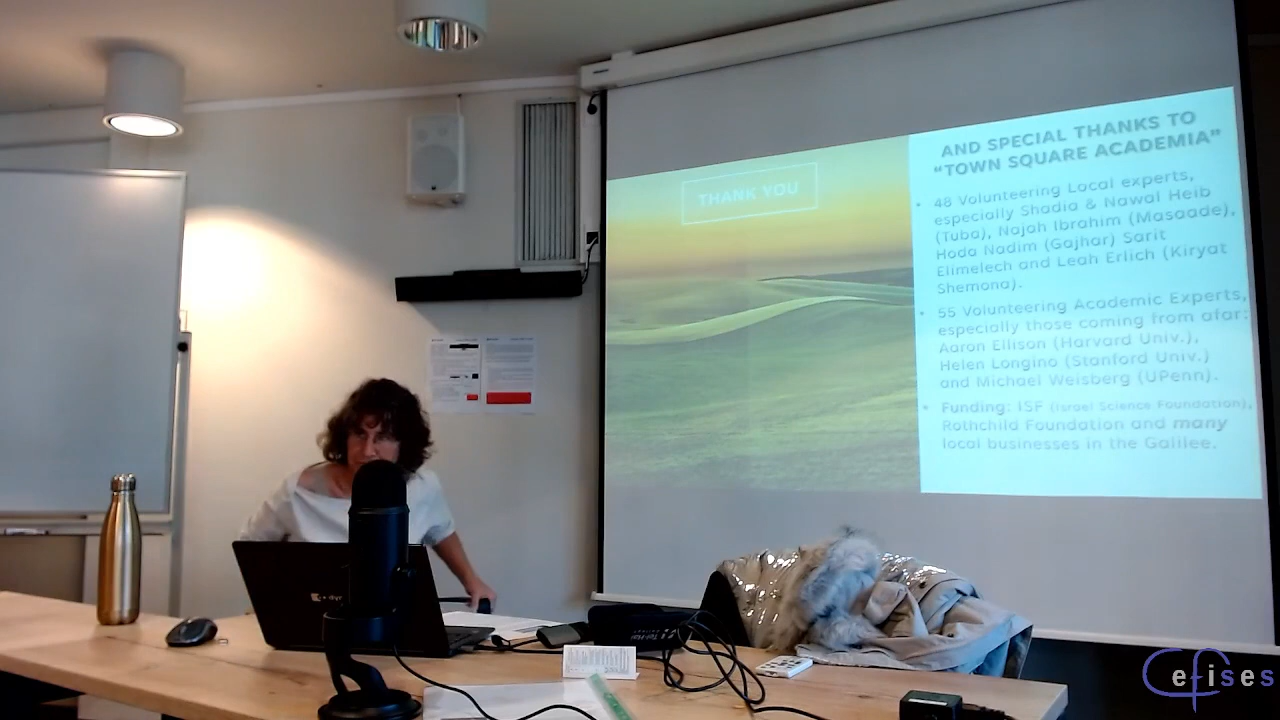 THANK YOU
AND SPECIAL THANKS TO
“TOWN SQUARE ACADEMIA”
• 48 Volunteering Local experts,
especially Shadia & Nawal Heib
(Tuba), Najah Ibrahim (Masaade),
Hoda Nadim (Gajhar) Sarit
Elimelech and Leah Erlich (Kiryat
Shemona).
• 55 Volunteering Academic Experts,
especially those coming from afar:
Aaron Ellison (Harvard Univ.),
Helen Longino (Stanford Univ.)
and Michael Weisberg (UPenn).
• Funding: ISF (Israel Science Foundation),
Rothchild Foundation and many
local businesses in the Galilee.
Tel-Hai
Cefises